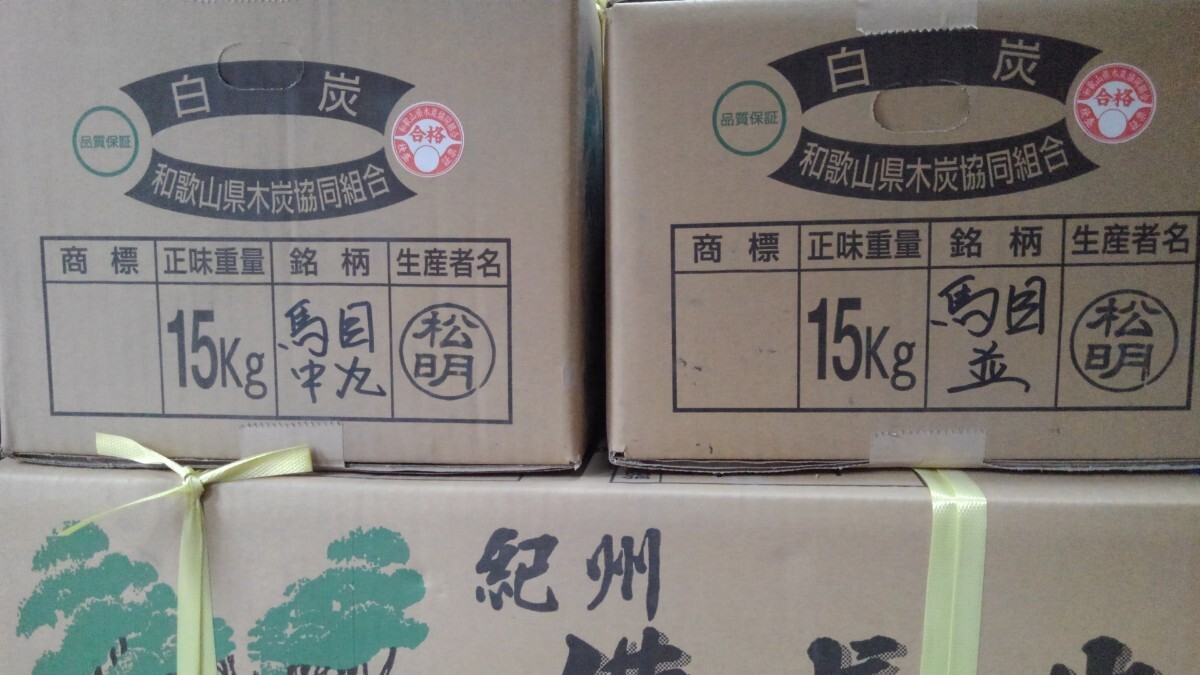 白炭
品質保証
合格
和歌山県木炭協同組合
商標 正味重量 銘柄 生産者名
15Kg 馬目中丸 松明
白炭
品質保証
合格
和歌山県木炭協同組合
商標 正味重量 銘柄 生産者名
15Kg 馬目並 松明
紀州
備長炭